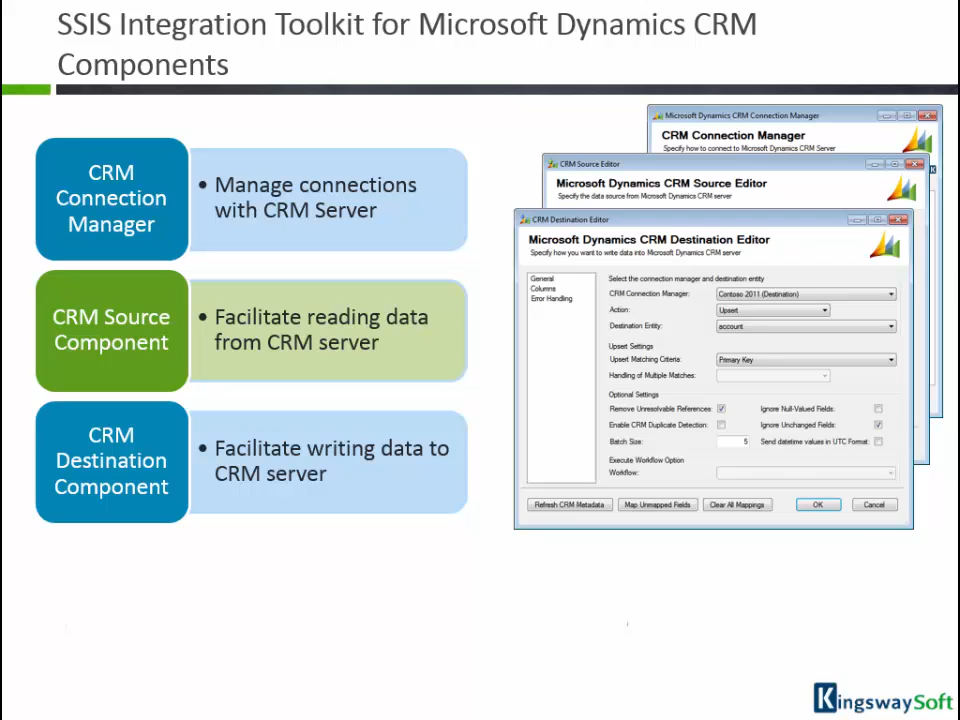 SSIS Integration Toolkit for Microsoft Dynamics CRM
Components
CRM
Connection
Manager
• Manage connections
with CRM Server
CRM Source
Component
• Facilitate reading data
from CRM server
CRM
Destination
Component
• Facilitate writing data to
CRM server
Microsoft Dynamics CRM Connection Manager
CRM Connection Manager
Specify how to connect to Microsoft Dynamics CRM Server
CRM Source Editor
Microsoft Dynamics CRM Source Editor
Specify the data source from Microsoft Dynamics CRM server
CRM Destination Editor
Microsoft Dynamics CRM Destination Editor
Specify how you want to write data into Microsoft Dynamics CRM server
General
Columns
Error Handling
Select the connection manager and destination entity
CRM Connection Manager: Contoso 2011 (Destination)
Action: Upsert
Destination Entity: account
Upsert Settings
Upsert Matching Criteria: Primary Key
Handling of Multiple Matches:
Optional Settings
Remove Unresolvable References: Ignore Null-Valued Fields:
Enable CRM Duplicate Detection: Ignore Unchanged Fields:
Batch Size: 5 Send datetime values in UTC Format:
Execute Workflow Option
Workflow:
Refresh CRM Metadata Map Unmapped Fields Clear All Mappings OK Cancel
KingswaySoft